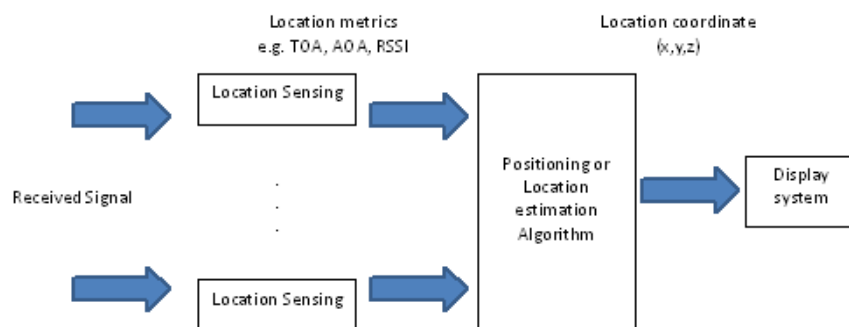 Location metrics
e.g. TOA, AOA, RSSI
Location coordinate
(x,y,z)
Location Sensing
Received Signal
Positioning or
Location
estimation
Algorithm
Display
system
Location Sensing